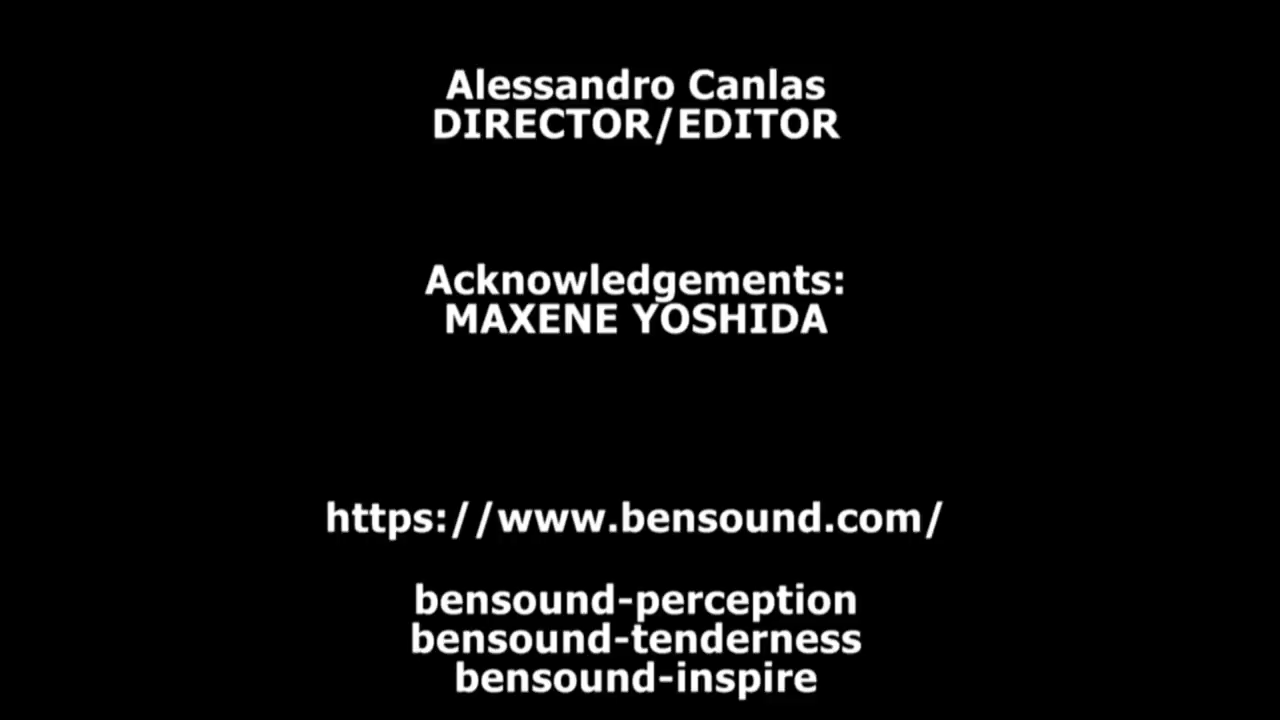 Alessandro Canlas
DIRECTOR/EDITOR
Acknowledgements:
MAXENE YOSHIDA
https://www.bensound.com/
bensound-perception
bensound-tenderness
bensound-inspire